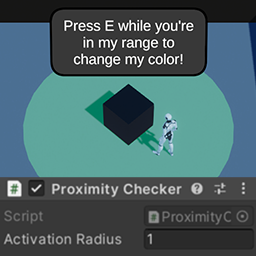 Press E while you're
in my range to
change my color!
Proximity Checker
Script ProximityC
Activation Radius 1